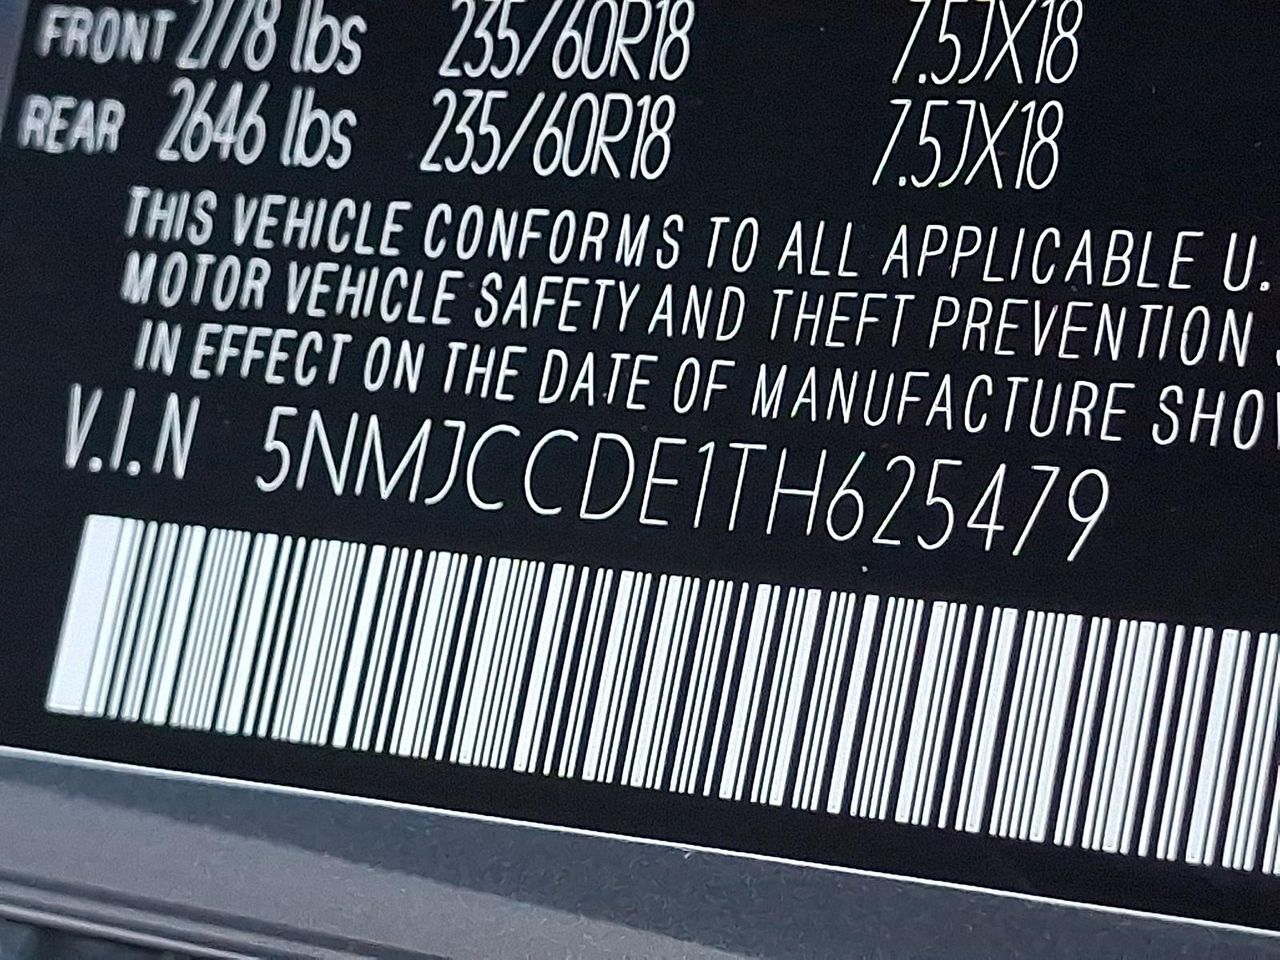 FRONT 2778 lbs 235/60R18 7.5JX18
REAR 2646 lbs 235/60R18 7.5JX18
THIS VEHICLE CONFORMS TO ALL APPLICABLE U.
MOTOR VEHICLE SAFETY AND THEFT PREVENTION
IN EFFECT ON THE DATE OF MANUFACTURE SHO
V.I.N 5NMJCCDE1TH625479